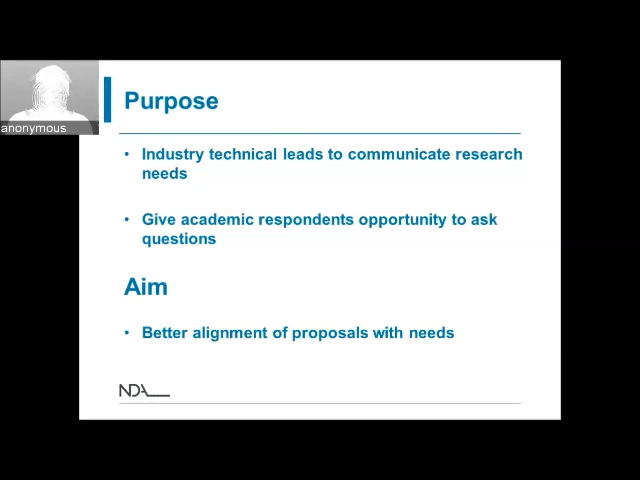 anonymous
Purpose
• Industry technical leads to communicate research
needs
• Give academic respondents opportunity to ask
questions
Aim
• Better alignment of proposals with needs
NDA